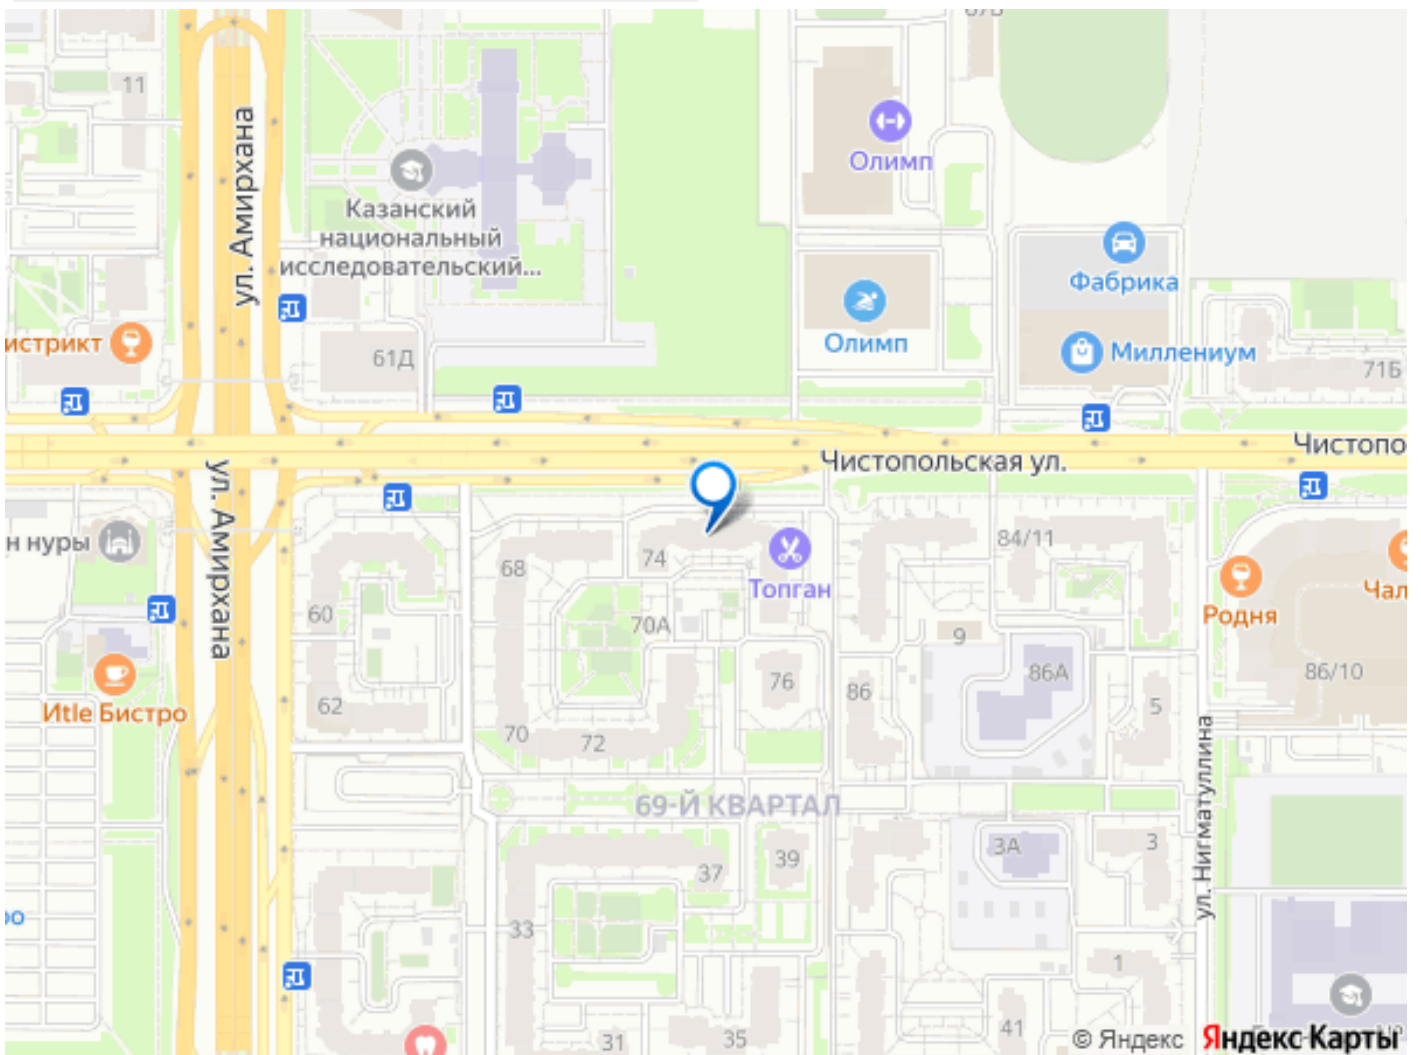 11
ул. Амирхана
Олимп
Казанский
национальный
исследовательский...
Фабрика
истрикт
61Д
Олимп
Миллениум
71Б
Чистопольская ул.
Чистопо
ул. Амирхана
н нуры
68
74
Топган
84/11
Родня
Чал
60
70А
9
62
76
86
86А
5
86/10
Itle Бистро
70
72
ул. Нигматуллина
69-Й КВАРТАЛ
37
39
3А
3
33
1
31
35
41
© Яндекс
Яндекс Карты